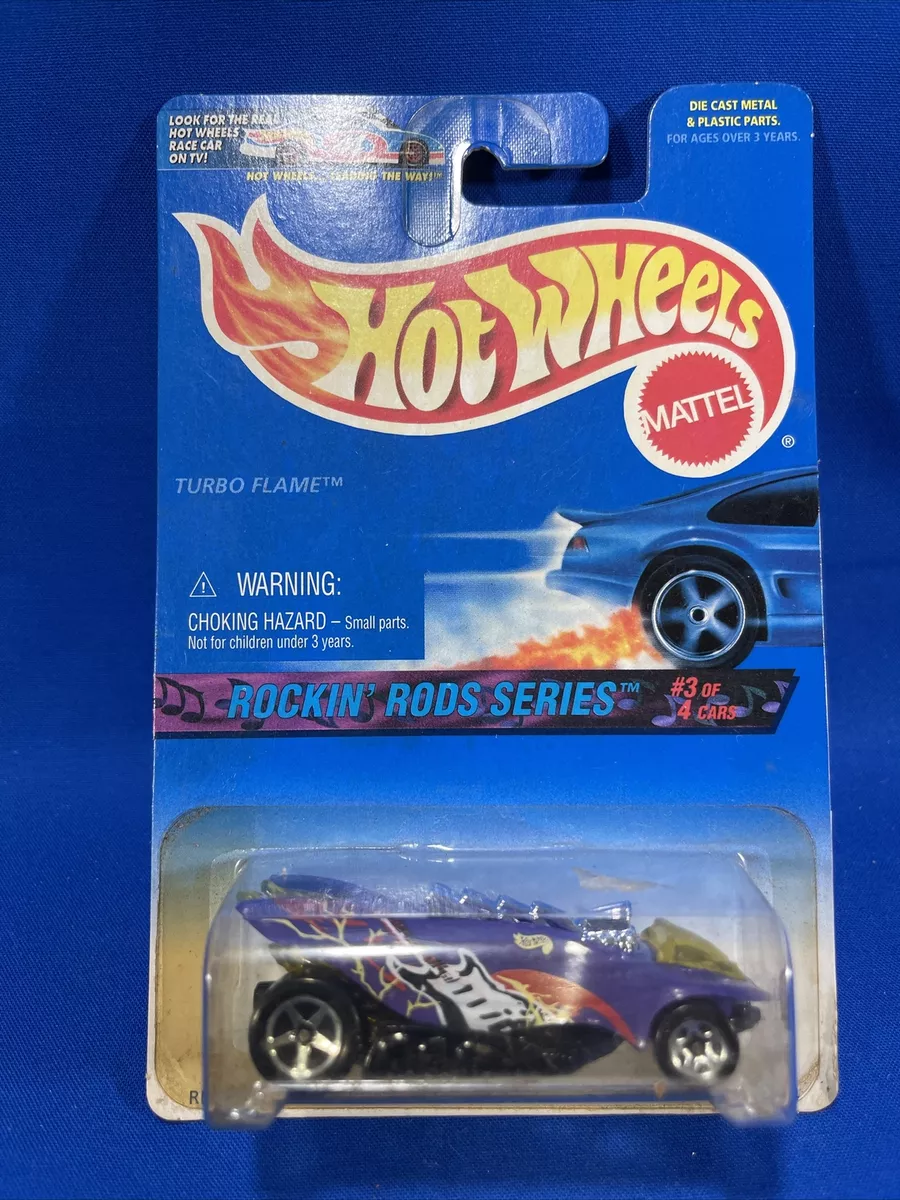 LOOK FOR THE REAL
HOT WHEELS
RACE CAR
ON TV!
HOT WHEELS... LEADING THE WAY!™
DIE CAST METAL
& PLASTIC PARTS.
FOR AGES OVER 3 YEARS.
HOT WHEELS
MATTEL
®
TURBO FLAME™
WARNING:
CHOKING HAZARD – Small parts.
Not for children under 3 years.
ROCKIN' RODS SERIES™
#3 OF
4 CARS